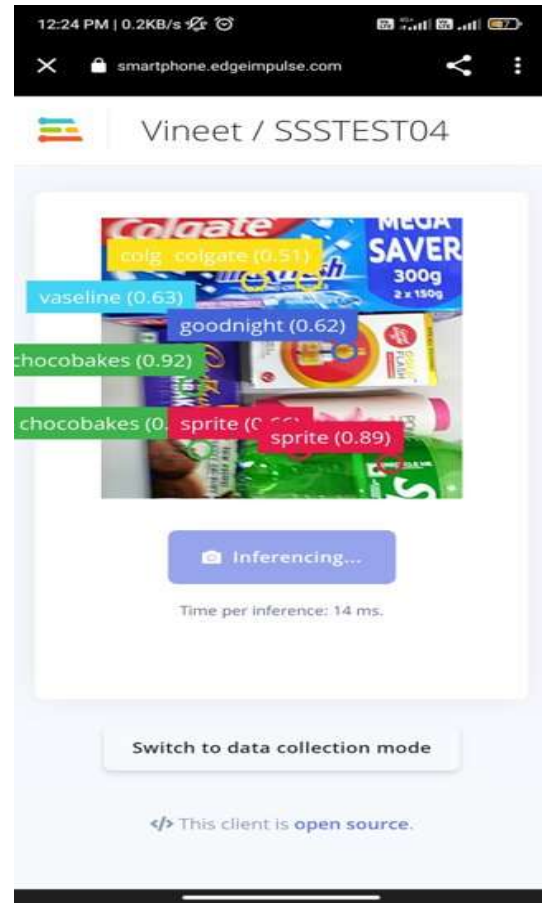 12:24 PM | 0.2KB/s
smartphone.edgeimpulse.com
Vineet / SSSTEST04
Colgate
MEGA
SAVER
300g
2 x 150g
colg colgate (0.51)
vaseline (0.63)
goodnight (0.62)
chocobakes (0.92)
chocobakes (0.
sprite
sprite (0.89)
Inferencing...
Time per inference: 14 ms.
Switch to data collection mode
</> This client is open source.